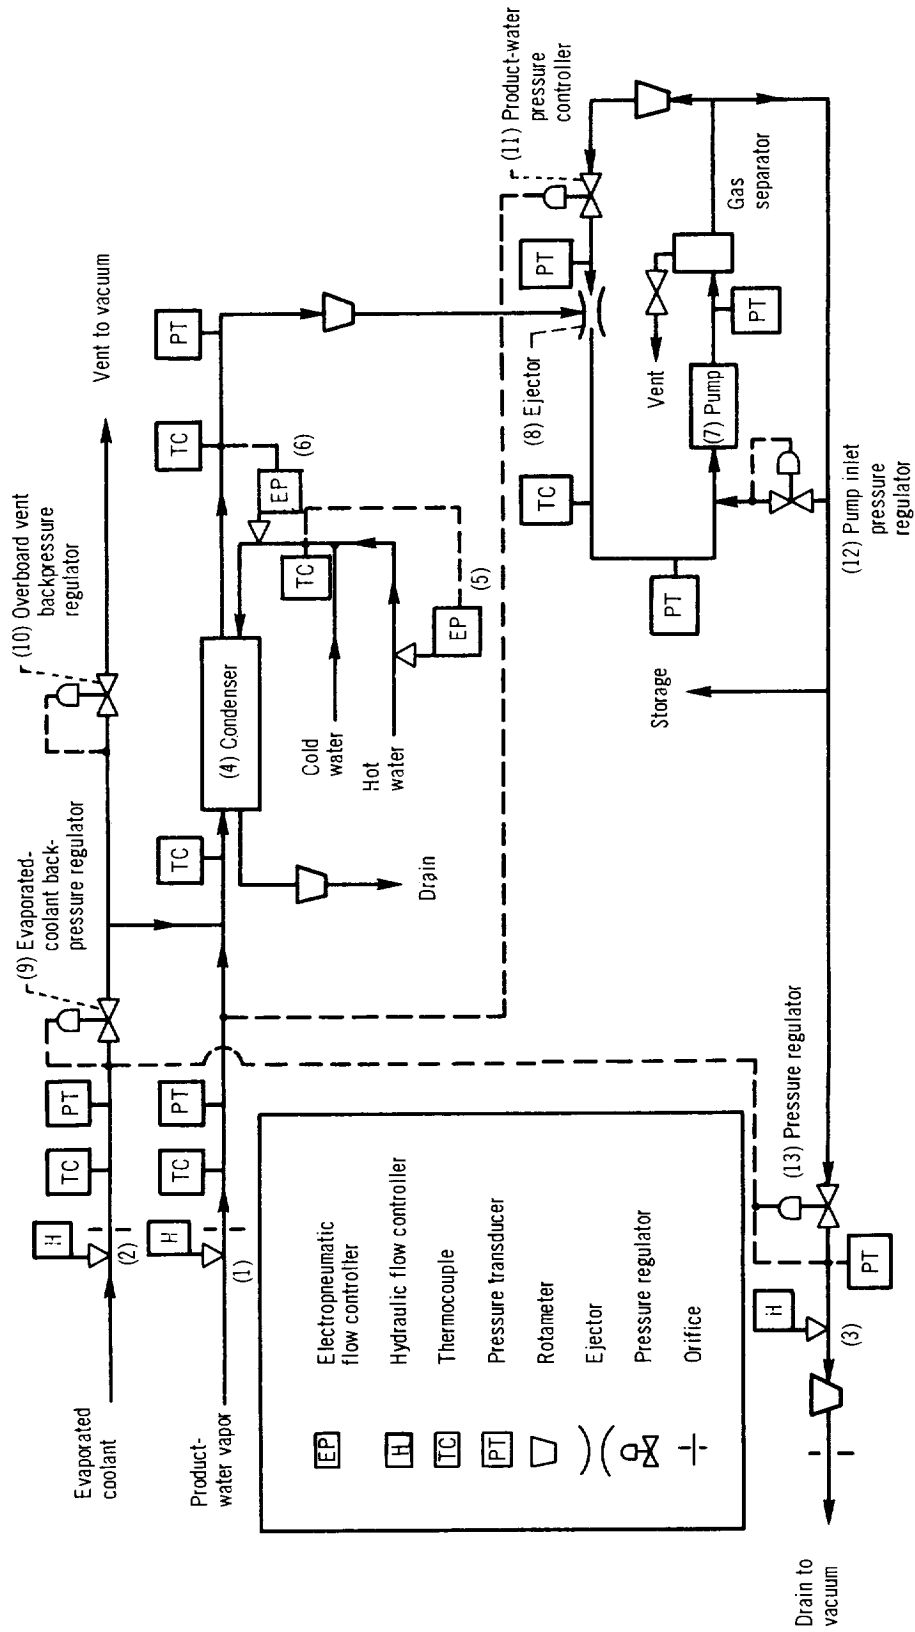 Evaporated
coolant
H
(2)
TC
PT
(9) Evaporated-
coolant back-
pressure regulator
(10) Overboard vent
backpressure
regulator
Vent to vacuum
Product-
water vapor
H
(1)
TC
PT
TC
(4) Condenser
TC
PT
Cold
water
Hot
water
Drain
TC
EP
(6)
EP
(5)
(11) Product-water
pressure
controller
PT
(8) Ejector
TC
PT
Vent
Gas
separator
(7) Pump
PT
(12) Pump inlet
pressure
regulator
Storage
(13) Pressure regulator
PT
H
(3)
Drain to
vacuum
EP
Electropneumatic
flow controller
H
Hydraulic flow controller
TC
Thermocouple
PT
Pressure transducer
Rotameter
Ejector
Pressure regulator
Orifice